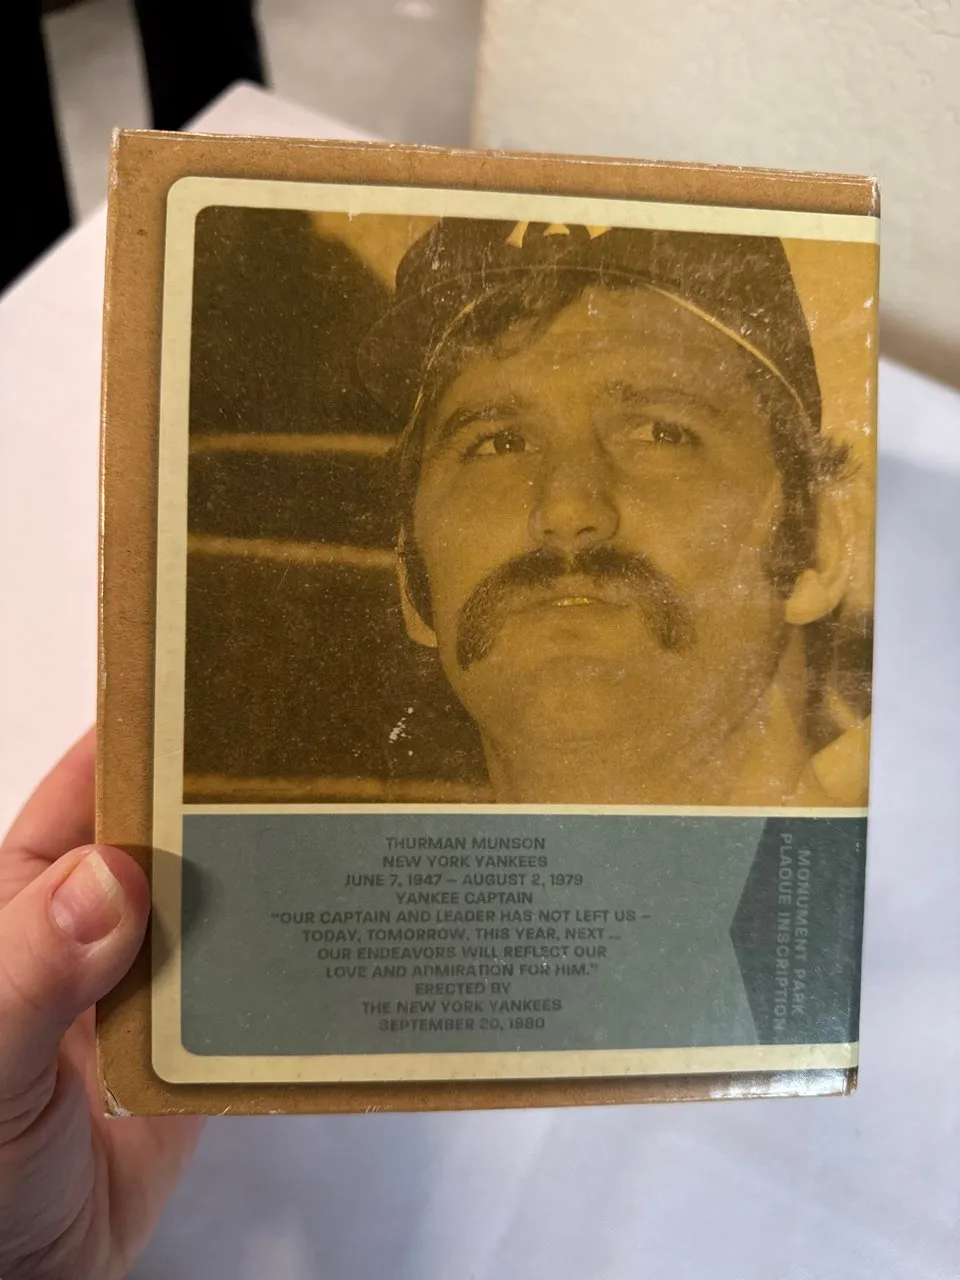 THURMAN MUNSON
NEW YORK YANKEES
JUNE 7, 1947 – AUGUST 2, 1979
YANKEE CAPTAIN
"OUR CAPTAIN AND LEADER HAS NOT LEFT US –
TODAY, TOMORROW, THIS YEAR, NEXT ...
OUR ENDEAVORS WILL REFLECT OUR
LOVE AND ADMIRATION FOR HIM."
ERECTED BY
THE NEW YORK YANKEES
SEPTEMBER 20, 1980
MONUMENT PARK
PLAQUE INSCRIPTION